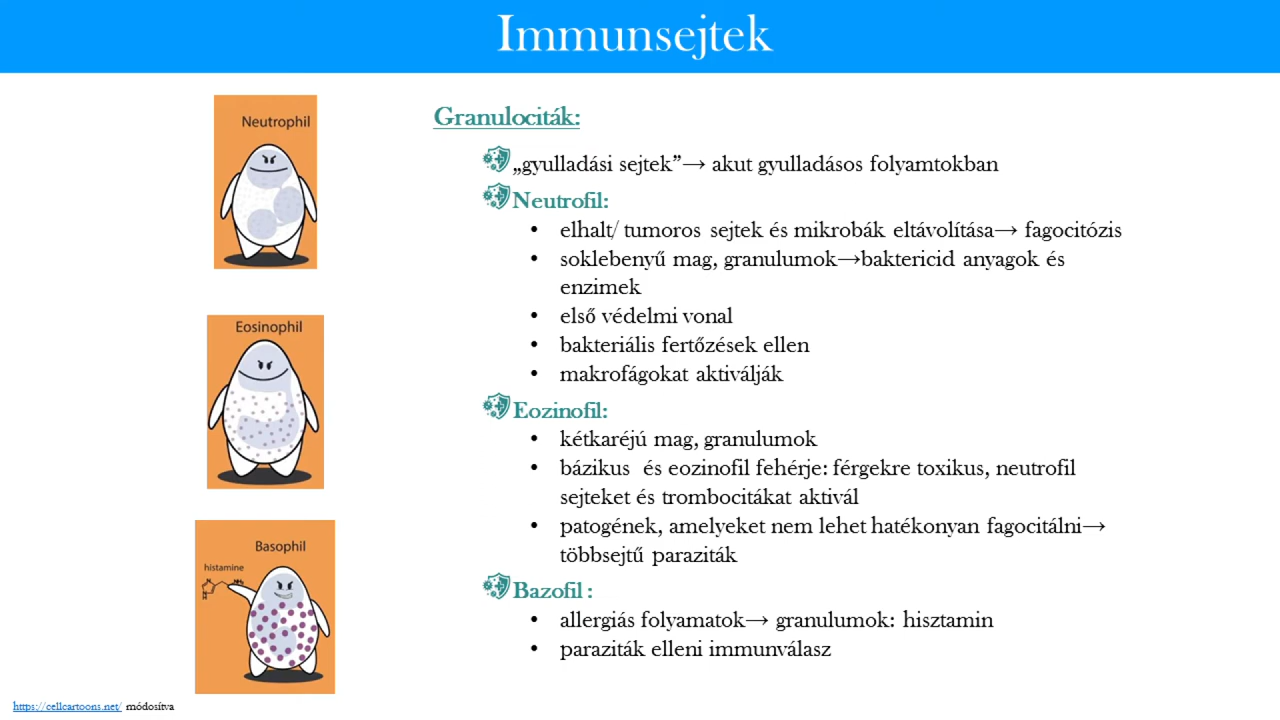 Immunsejtek
Neutrophil
Eosinophil
Basophil
histamine
Granulociták:
„gyulladási sejtek”→ akut gyulladásos folyamtokban
Neutrofil:
• elhalt/ tumoros sejtek és mikrobák eltávolítása→ fagocitózis
• soklebenyű mag, granulumok→baktericid anyagok és
enzimek
• első védelmi vonal
• bakteriális fertőzések ellen
• makrofágokat aktiválják
Eozinofil:
• kétkaréjú mag, granulumok
• bázikus és eozinofil fehérje: férgekre toxikus, neutrofil
sejteket és trombocitákat aktivál
• patogének, amelyeket nem lehet hatékonyan fagocitálni→
többsejtű paraziták
Bazofil :
• allergiás folyamatok→ granulumok: hisztamin
• paraziták elleni immunválasz
https://cellcartoons.net/ módosítva